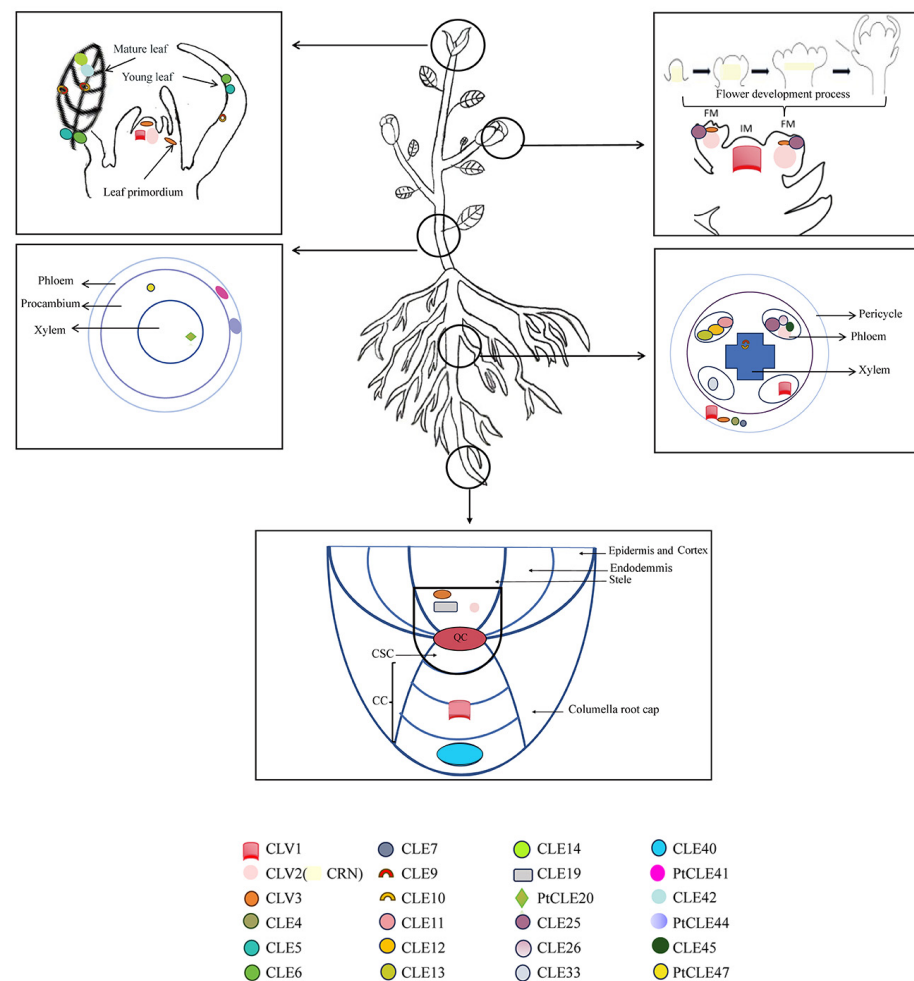 Mature leaf
Young leaf
Leaf primordium
Flower development process
FM
IM
FM
Phloem
Procambium
Xylem
Pericycle
Phloem
Xylem
Epidermis and Cortex
Endodemmis
Stele
QC
CSC
CC
Columella root cap
CLV1
CLV2( CRN)
CLV3
CLE4
CLE5
CLE6
CLE7
CLE9
CLE10
CLE11
CLE12
CLE13
CLE14
CLE19
PtCLE20
CLE25
CLE26
CLE33
CLE40
PtCLE41
CLE42
PtCLE44
CLE45
PtCLE47